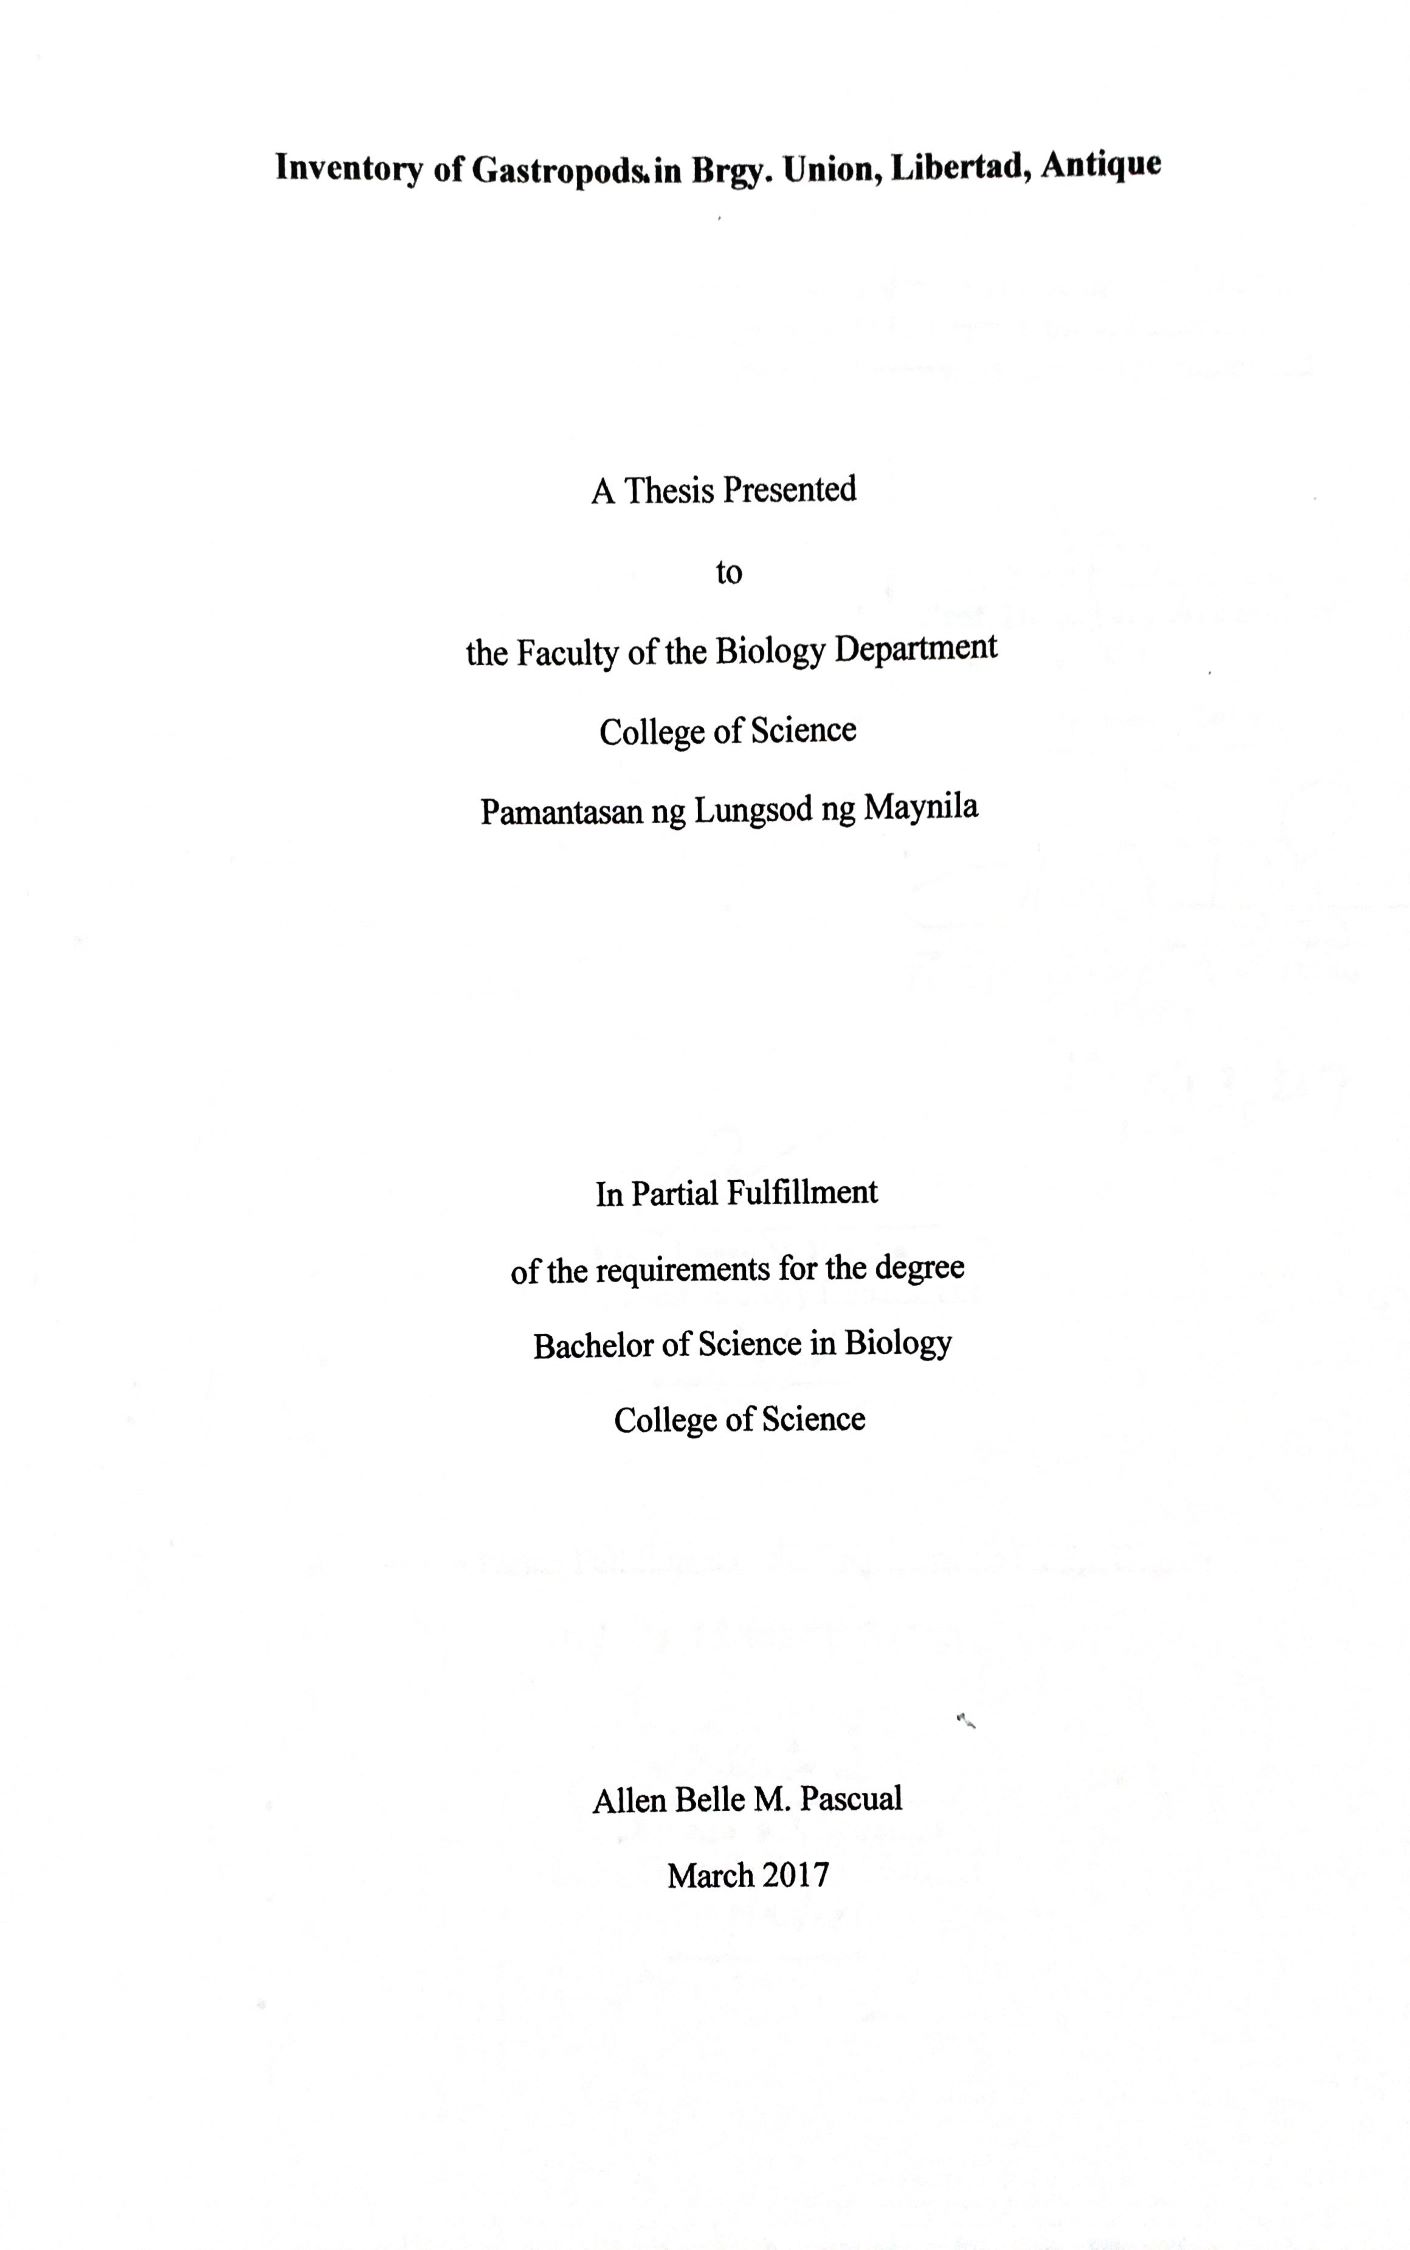 Inventory of Gastropods in Brgy. Union, Libertad, Antique
A Thesis Presented
to
the Faculty of the Biology Department
College of Science
Pamantasan ng Lungsod ng Maynila
In Partial Fulfillment
of the requirements for the degree
Bachelor of Science in Biology
College of Science
Allen Belle M. Pascual
March 2017